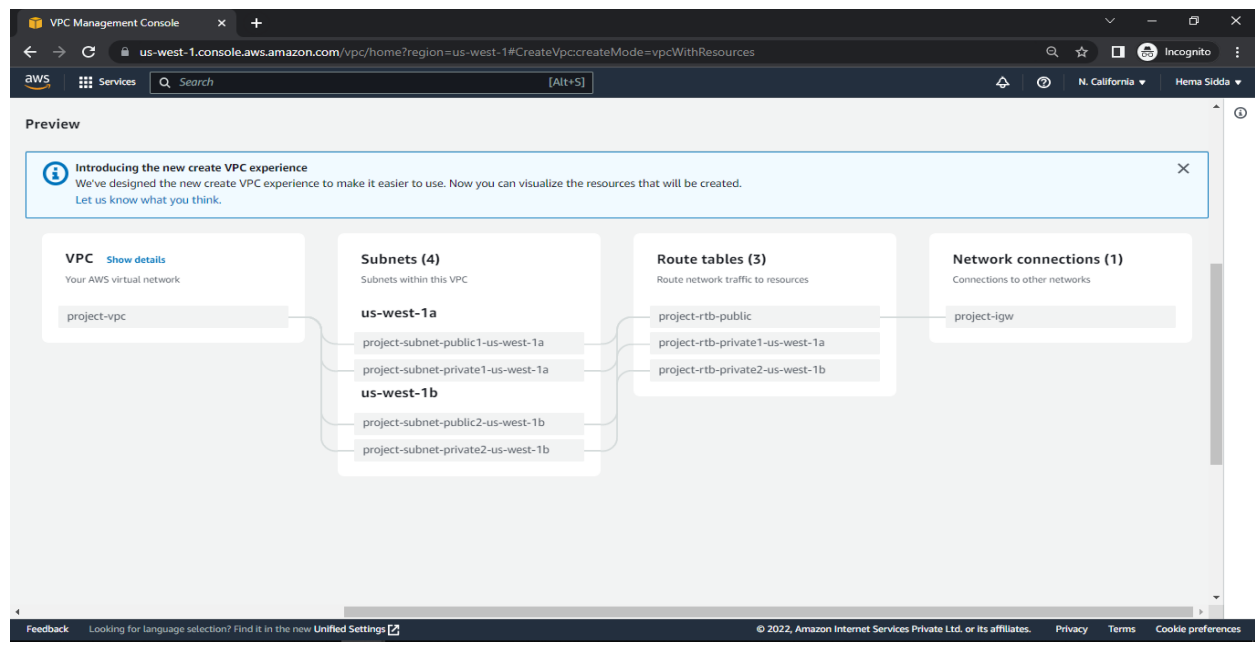 VPC Management Console
us-west-1.console.aws.amazon.com/vpc/home?region=us-west-1#CreateVpc:createMode=vpcWithResources
Incognito
aws
Services
Search
[Alt+S]
N. California
Hema Sidda
Preview
Introducing the new create VPC experience
We've designed the new create VPC experience to make it easier to use. Now you can visualize the resources that will be created.
Let us know what you think.
VPC Show details
Your AWS virtual network
project-vpc
Subnets (4)
Subnets within this VPC
us-west-1a
project-subnet-public1-us-west-1a
project-subnet-private1-us-west-1a
us-west-1b
project-subnet-public2-us-west-1b
project-subnet-private2-us-west-1b
Route tables (3)
Route network traffic to resources
project-rtb-public
project-rtb-private1-us-west-1a
project-rtb-private2-us-west-1b
Network connections (1)
Connections to other networks
project-igw
Feedback
Looking for language selection? Find it in the new Unified Settings
© 2022, Amazon Internet Services Private Ltd. or its affiliates.
Privacy
Terms
Cookie preferences